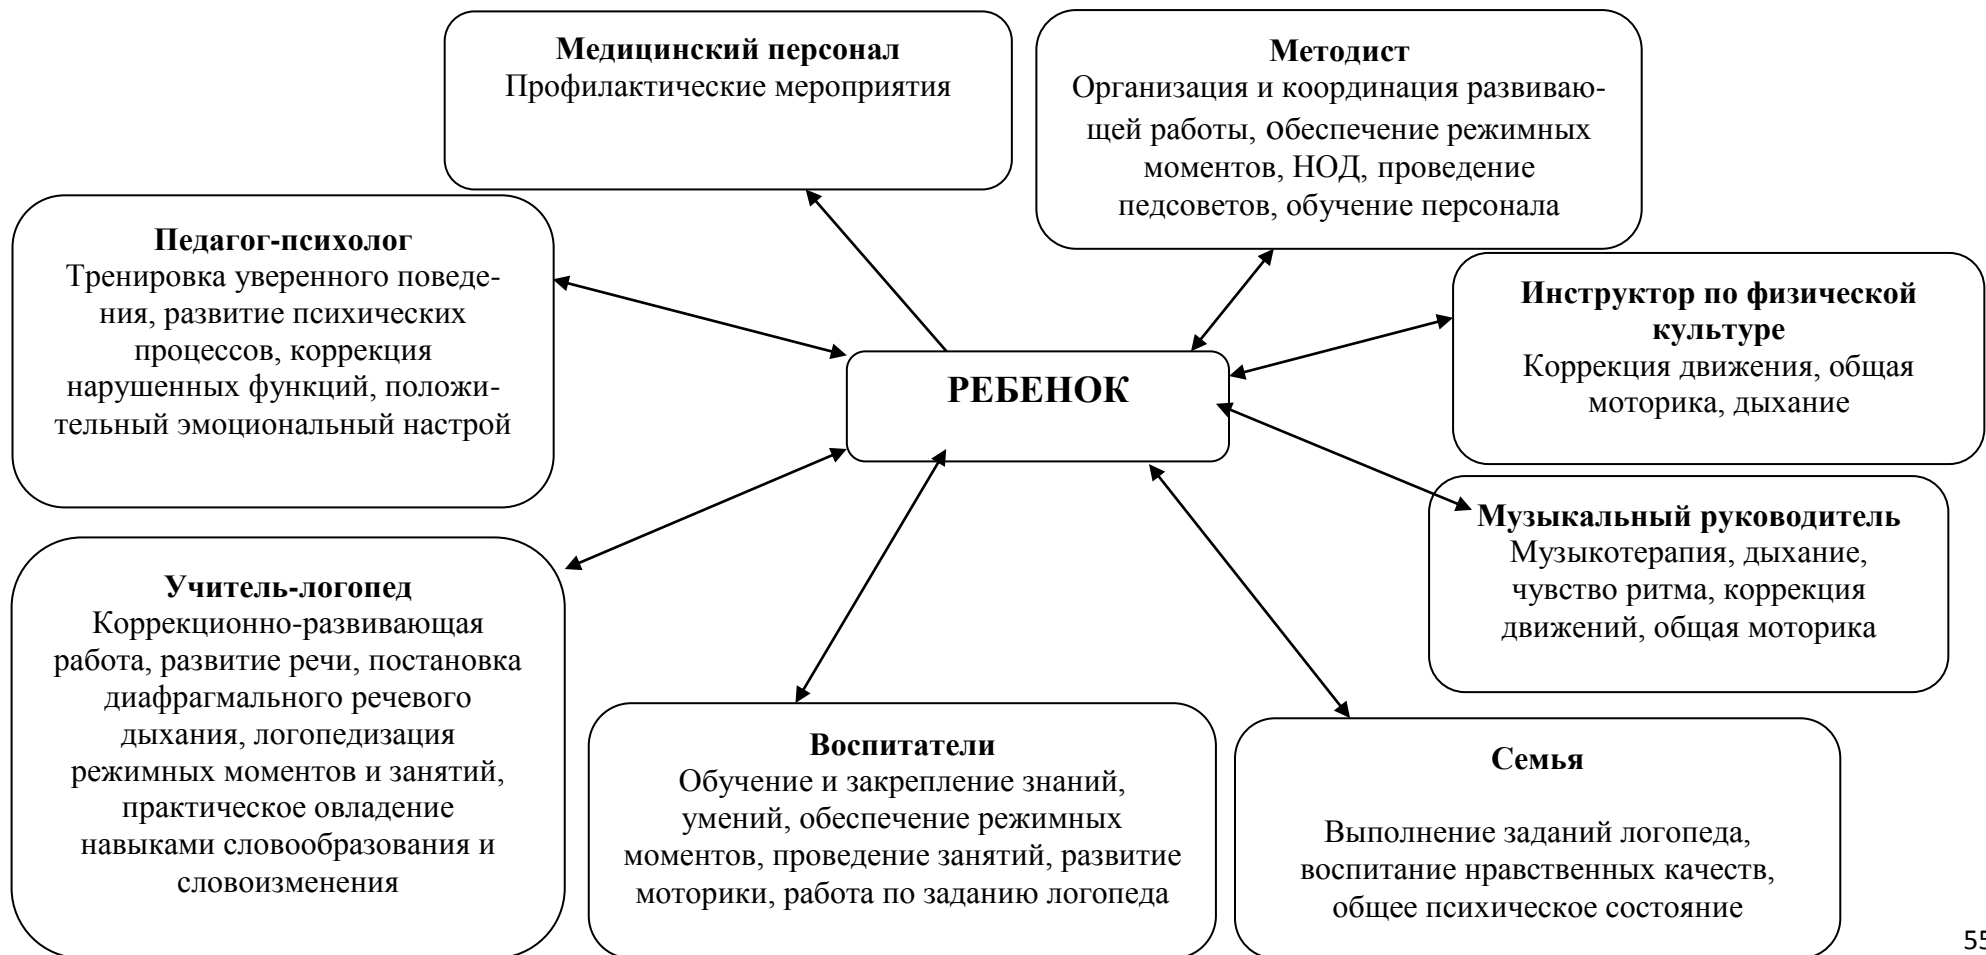 Медицинский персонал
Профилактические мероприятия
Методист
Организация и координация развиваю-
щей работы, обеспечение режимных
моментов, НОД, проведение
педсоветов, обучение персонала
Педагог-психолог
Тренировка уверенного поведе-
ния, развитие психических
процессов, коррекция
нарушенных функций, положи-
тельный эмоциональный настрой
Инструктор по физической
культуре
Коррекция движения, общая
моторика, дыхание
РЕБЕНОК
Музыкальный руководитель
Музыкотерапия, дыхание,
чувство ритма, коррекция
движений, общая моторика
Учитель-логопед
Коррекционно-развивающая
работа, развитие речи, постановка
диафрагмального речевого
дыхания, логопедизация
режимных моментов и занятий,
практическое овладение
навыками словообразования и
словоизменения
Воспитатели
Обучение и закрепление знаний,
умений, обеспечение режимных
моментов, проведение занятий, развитие
моторики, работа по заданию логопеда
Семья
Выполнение заданий логопеда,
воспитание нравственных качеств,
общее психическое состояние
55